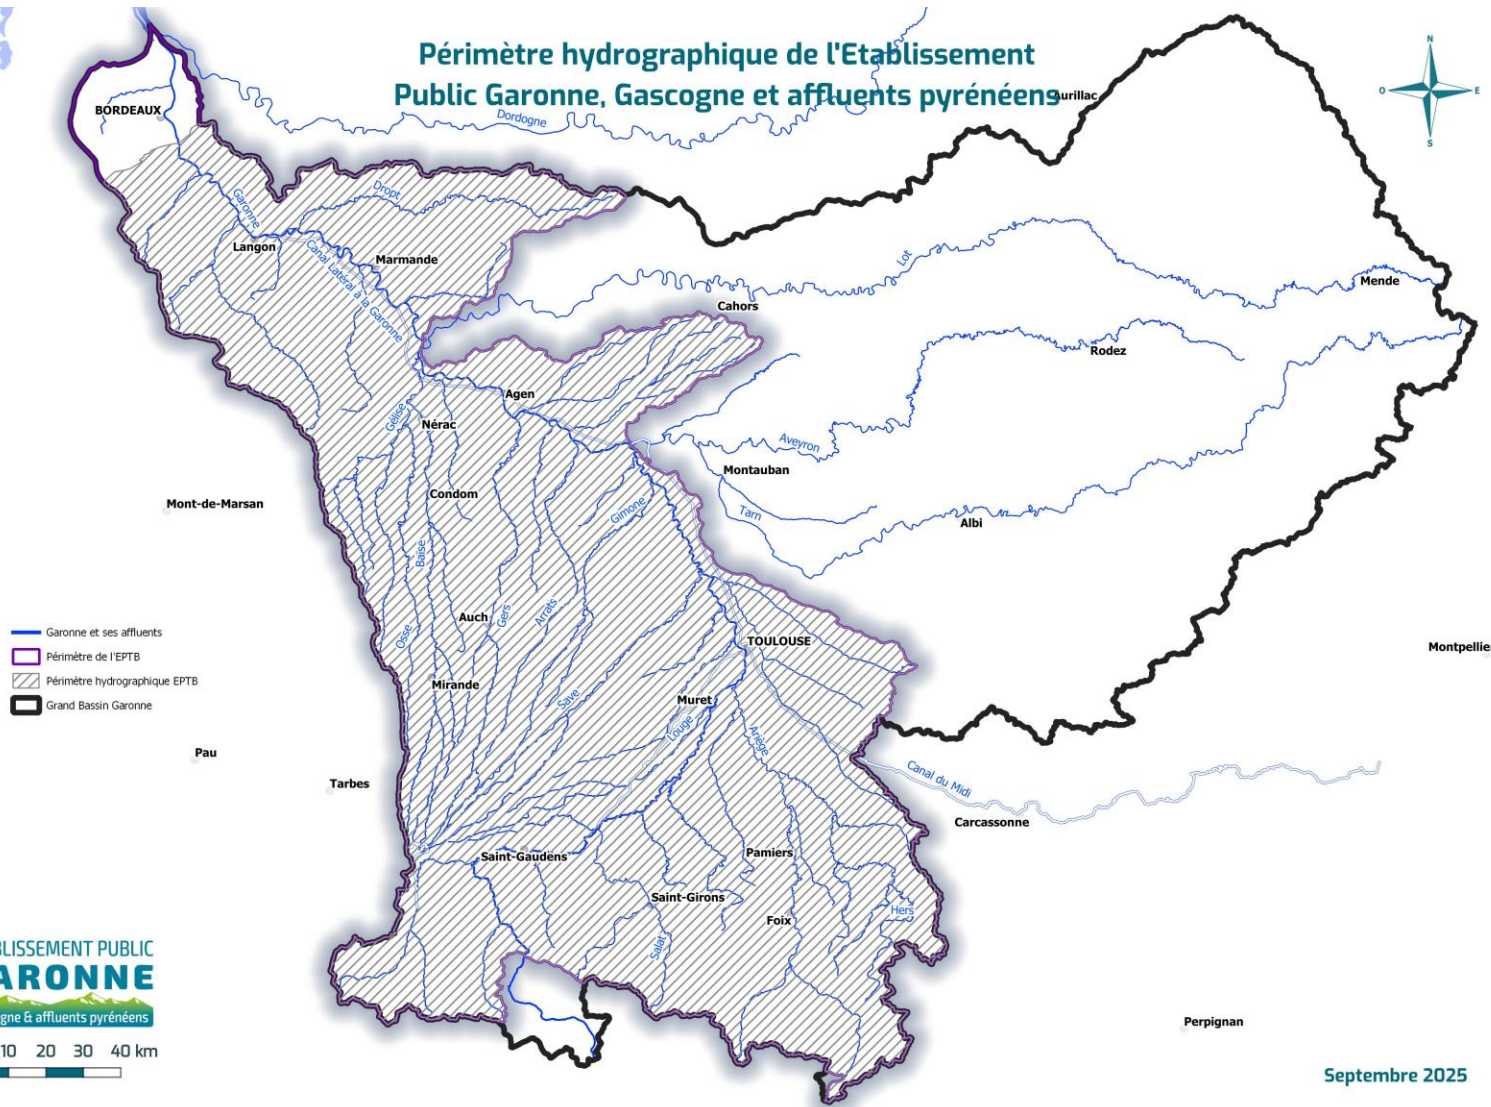 Périmètre hydrographique de l'Etablissement
Public Garonne, Gascogne et affluents pyrénéens
N
O
E
S
Aurillac
BORDEAUX
Dordogne
Dropt
Garonne
Langon
Canal Latéral à la Garonne
Marmande
Lot
Cahors
Mende
Rodez
Agen
Gélise
Nérac
Aveyron
Montauban
Mont-de-Marsan
Condom
Gimone
Tarn
Albi
Baïse
Auch
Gers
Arrats
Osse
TOULOUSE
Montpellie
Garonne et ses affluents
Périmètre de l'EPTB
Périmètre hydrographique EPTB
Grand Bassin Garonne
Mirande
Save
Muret
Louge
Ariège
Pau
Tarbes
Canal du Midi
Carcassonne
Saint-Gaudens
Pamiers
Saint-Girons
Foix
Hers
Salat
BLISSEMENT PUBLIC
ARONNE
gne & affluents pyrénéens
10 20 30 40 km
Perpignan
Septembre 2025